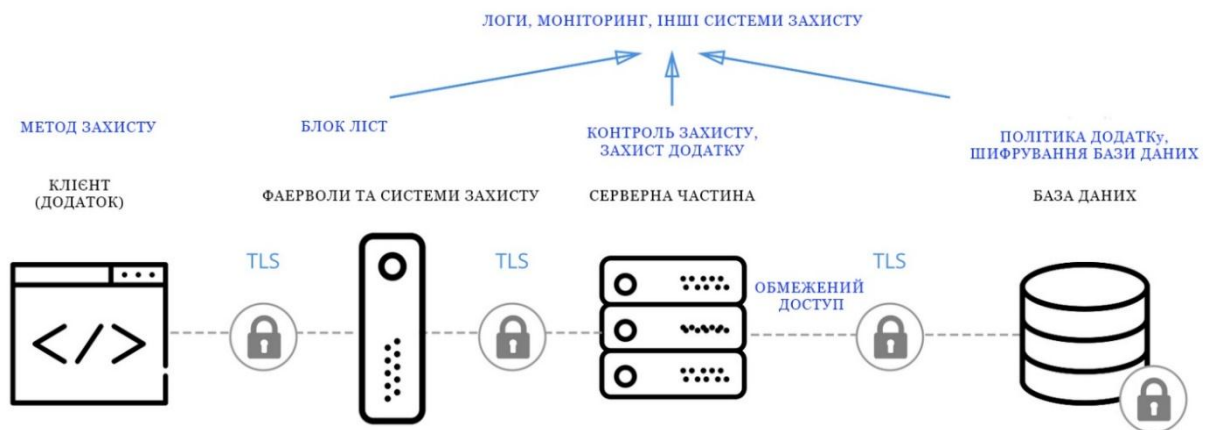 ЛОГИ, МОНІТОРИНГ, ІНШІ СИСТЕМИ ЗАХИСТУ
МЕТОД ЗАХИСТУ
БЛОК ЛІСТ
КОНТРОЛЬ ЗАХИСТУ,
ЗАХИСТ ДОДАТКУ
ПОЛІТИКА ДОДАТКу,
ШИФРУВАННЯ БАЗИ ДАНИХ
КЛІЄНТ
(ДОДАТОК)
ФАЕРВОЛИ ТА СИСТЕМИ ЗАХИСТУ
СЕРВЕРНА ЧАСТИНА
БАЗА ДАНИХ
TLS
TLS
TLS
ОБМЕЖЕНИЙ
ДОСТУП